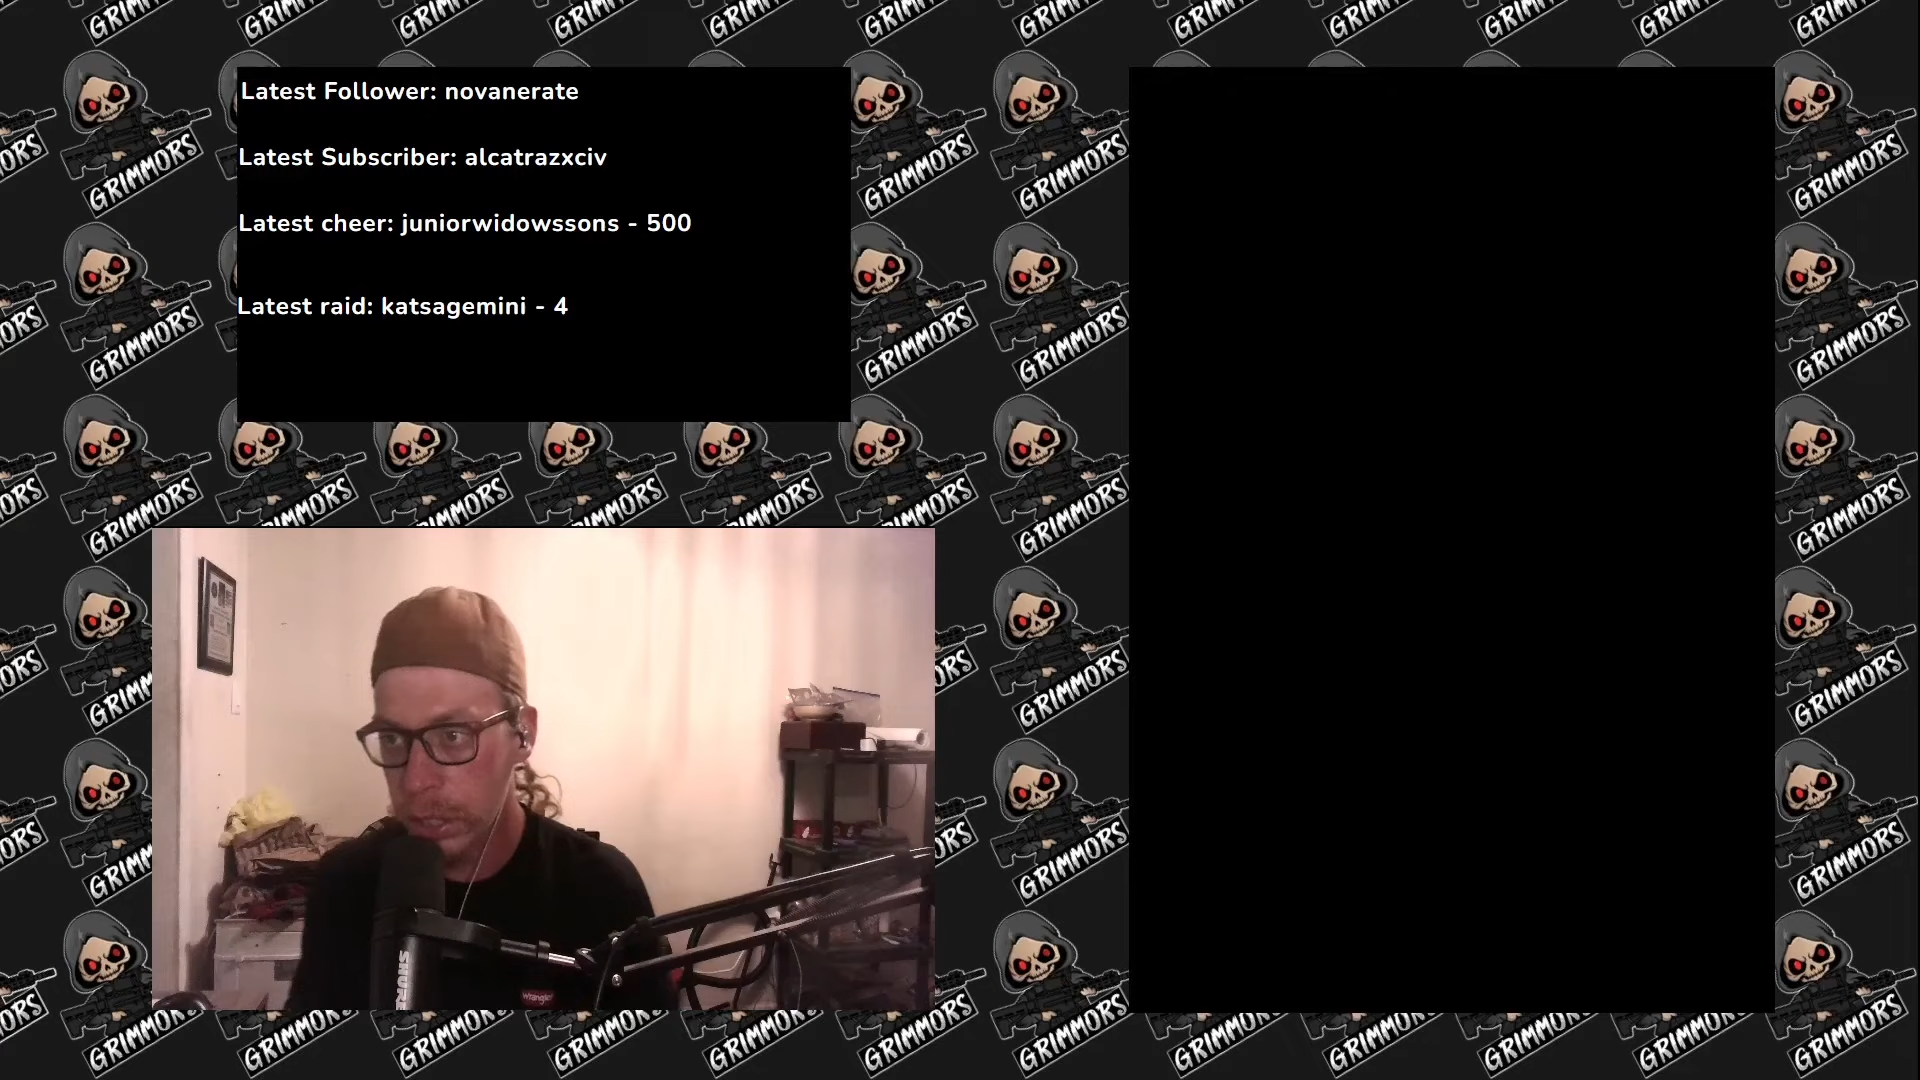 Latest Follower: novanerate
Latest Subscriber: alcatrazxciv
Latest cheer: juniorwidowssons - 500
Latest raid: katsagemini - 4
GRIMMORS
SHURE
Wrangler